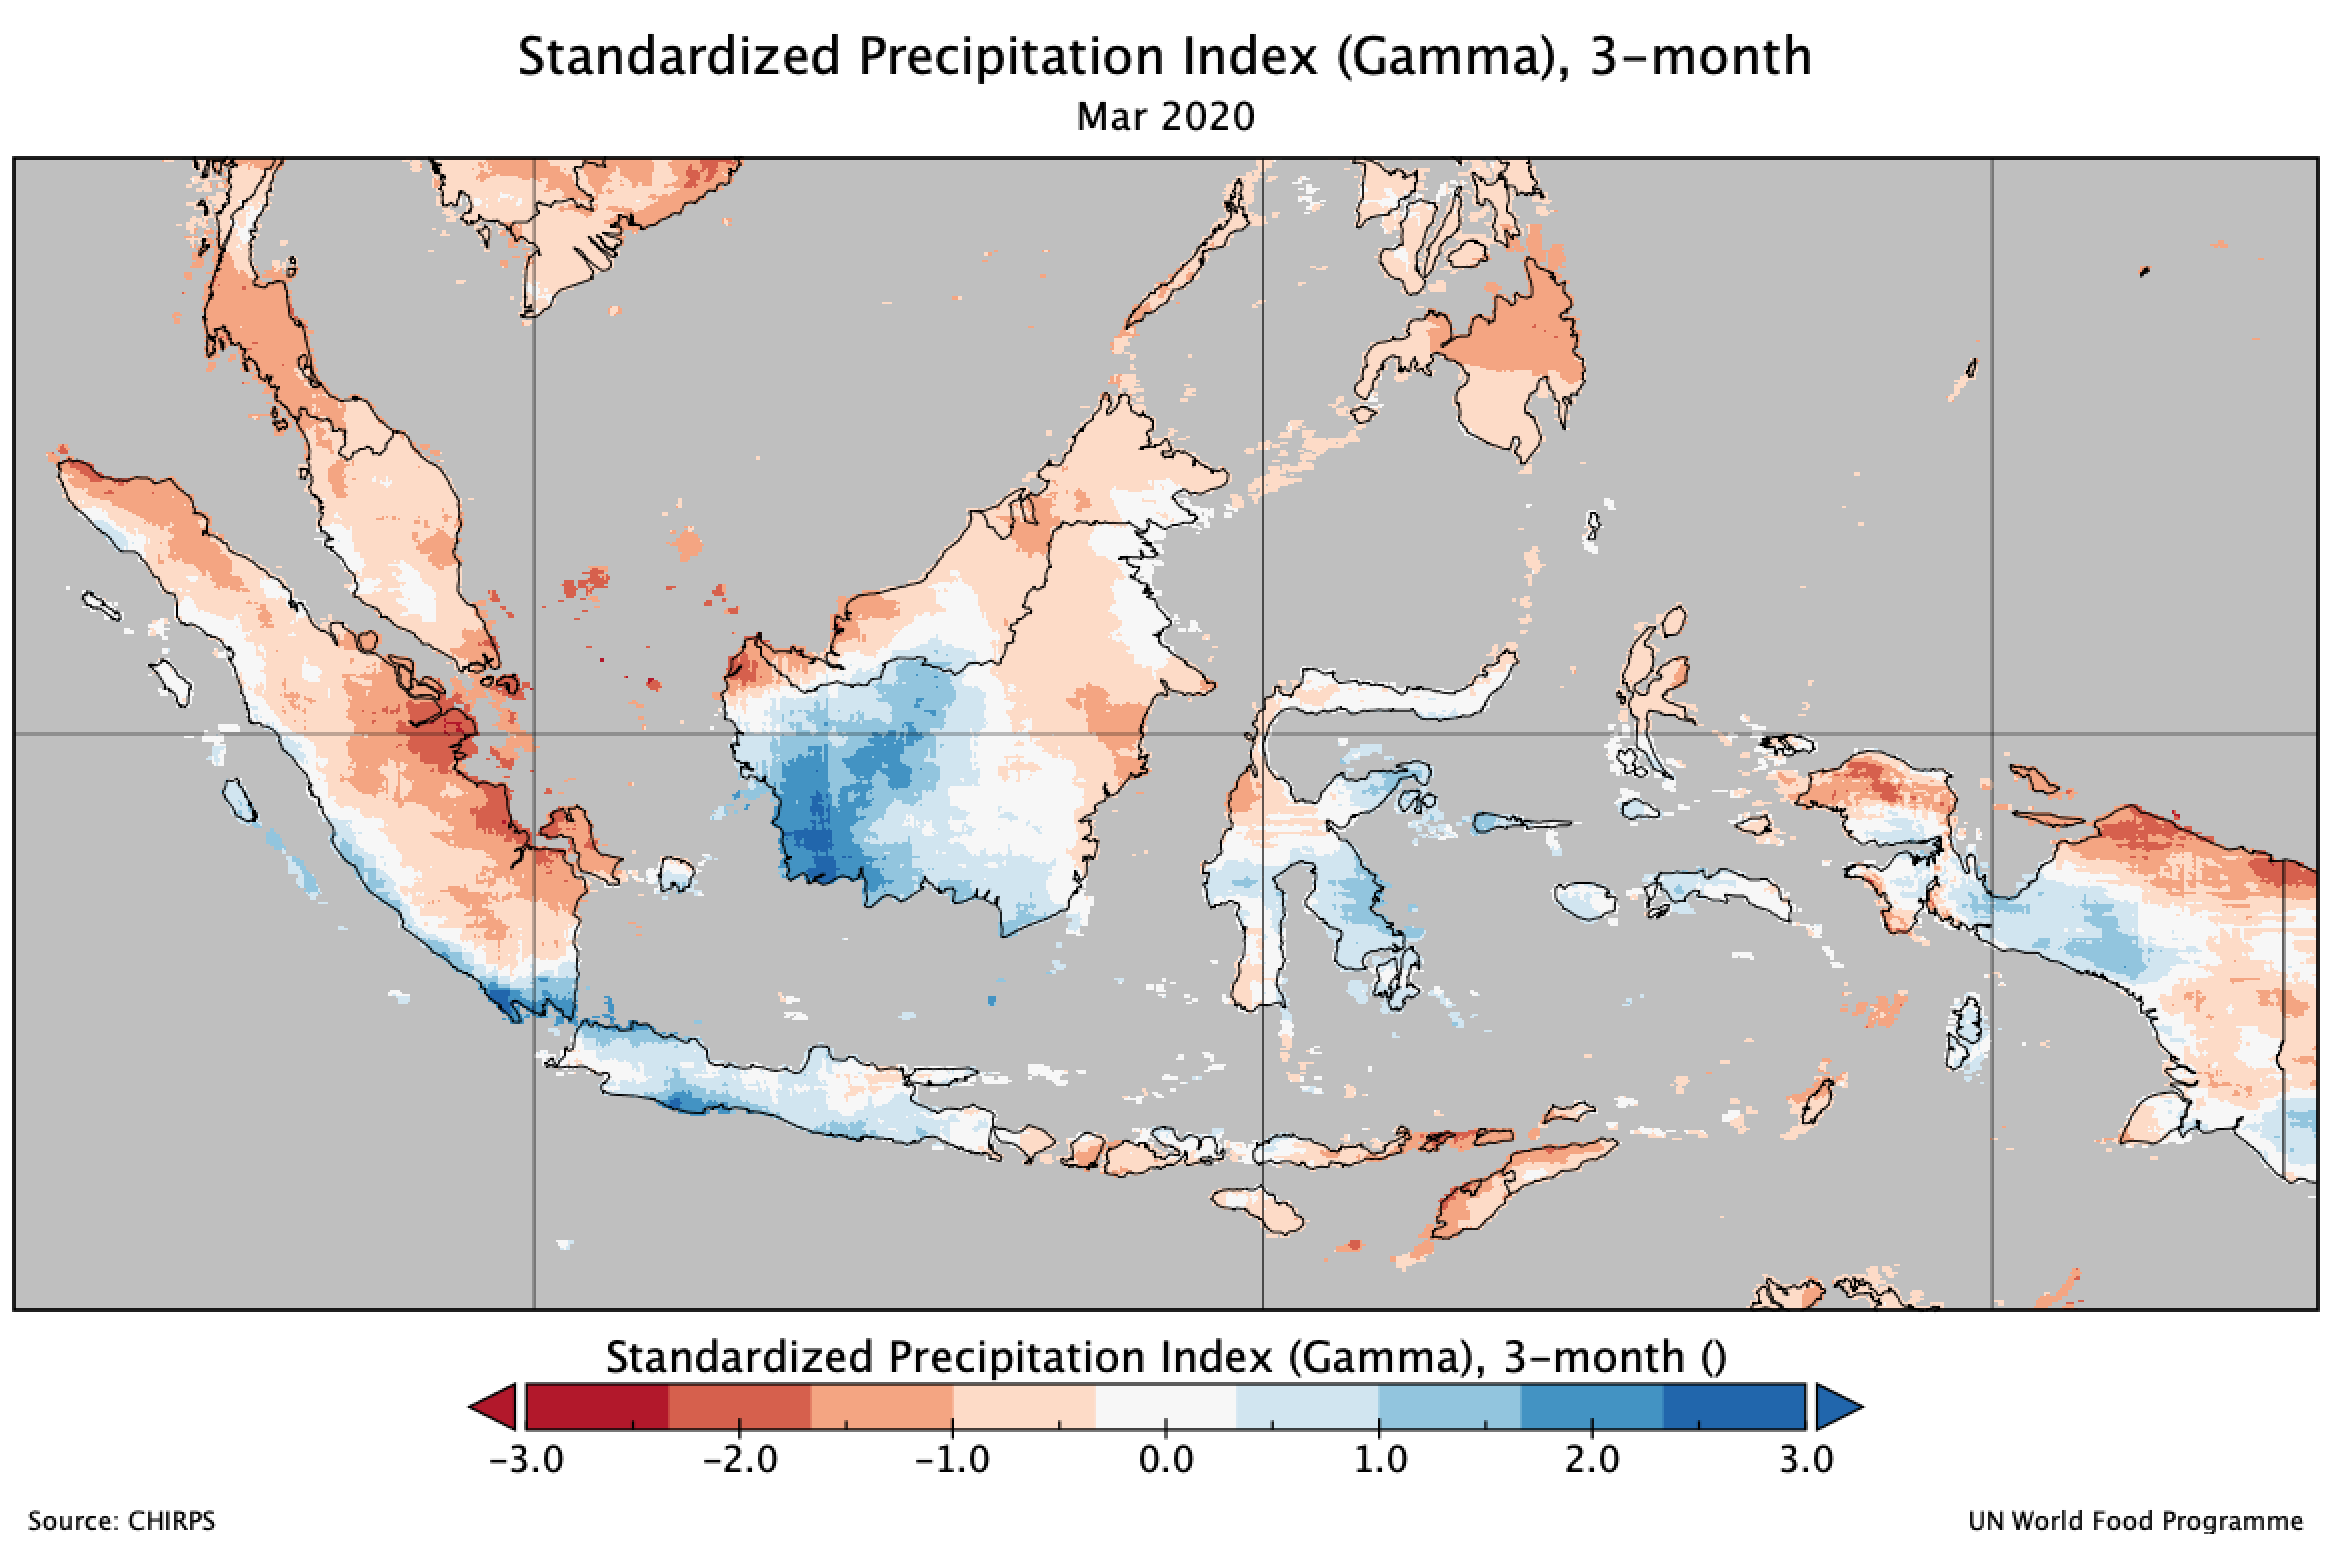 Standardized Precipitation Index (Gamma), 3-month
Mar 2020
Standardized Precipitation Index (Gamma), 3-month ()
-3.0 -2.0 -1.0 0.0 1.0 2.0 3.0
Source: CHIRPS
UN World Food Programme